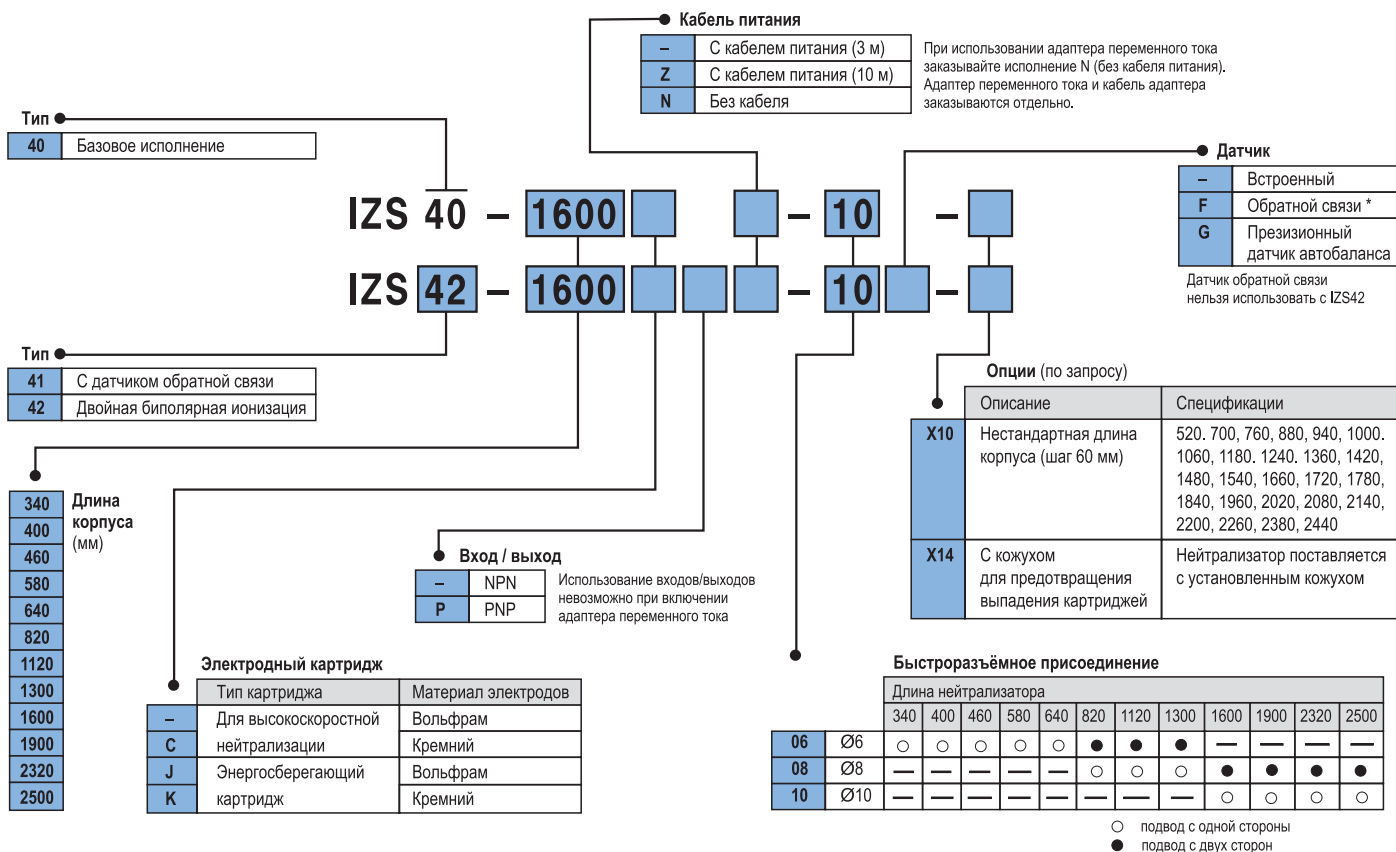 Кабель питания
– С кабелем питания (3 м)
Z С кабелем питания (10 м)
N Без кабеля
При использовании адаптера переменного тока
заказывайте исполнение N (без кабеля питания).
Адаптер переменного тока и кабель адаптера
заказываются отдельно.
Тип
40 Базовое исполнение
Датчик
– Встроенный
F Обратной связи *
G Презизионный
датчик автобаланса
Датчик обратной связи
нельзя использовать с IZS42
IZS 40 – 1600 – 10 –
IZS 42 – 1600 – 10 –
Тип
41 С датчиком обратной связи
42 Двойная биполярная ионизация
Опции (по запросу)
Описание Спецификации
X10 Нестандартная длина 520. 700, 760, 880, 940, 1000.
корпуса (шаг 60 мм) 1060, 1180. 1240. 1360, 1420,
1480, 1540, 1660, 1720, 1780,
1840, 1960, 2020, 2080, 2140,
2200, 2260, 2380, 2440
X14 С кожухом Нейтрализатор поставляется
для предотвращения с установленным кожухом
выпадения картриджей
Длина
корпуса
(мм)
340
400
460
580
640
820
1120
1300
1600
1900
2320
2500
Вход / выход
– NPN
P PNP
Использование входов/выходов
невозможно при включении
адаптера переменного тока
Электродный картридж
Тип картриджа Материал электродов
– Для высокоскоростной Вольфрам
C нейтрализации Кремний
J Энергосберегающий Вольфрам
K картридж Кремний
Быстроразъёмное присоединение
Длина нейтрализатора
340 400 460 580 640 820 1120 1300 1600 1900 2320 2500
06 Ø6 ○ ○ ○ ○ ○ ● ● ● — — — —
08 Ø8 — — — — — ○ ○ ○ ● ● ● ●
10 Ø10 — — — — — — — — ○ ○ ○ ○
○ подвод с одной стороны
● подвод с двух сторон